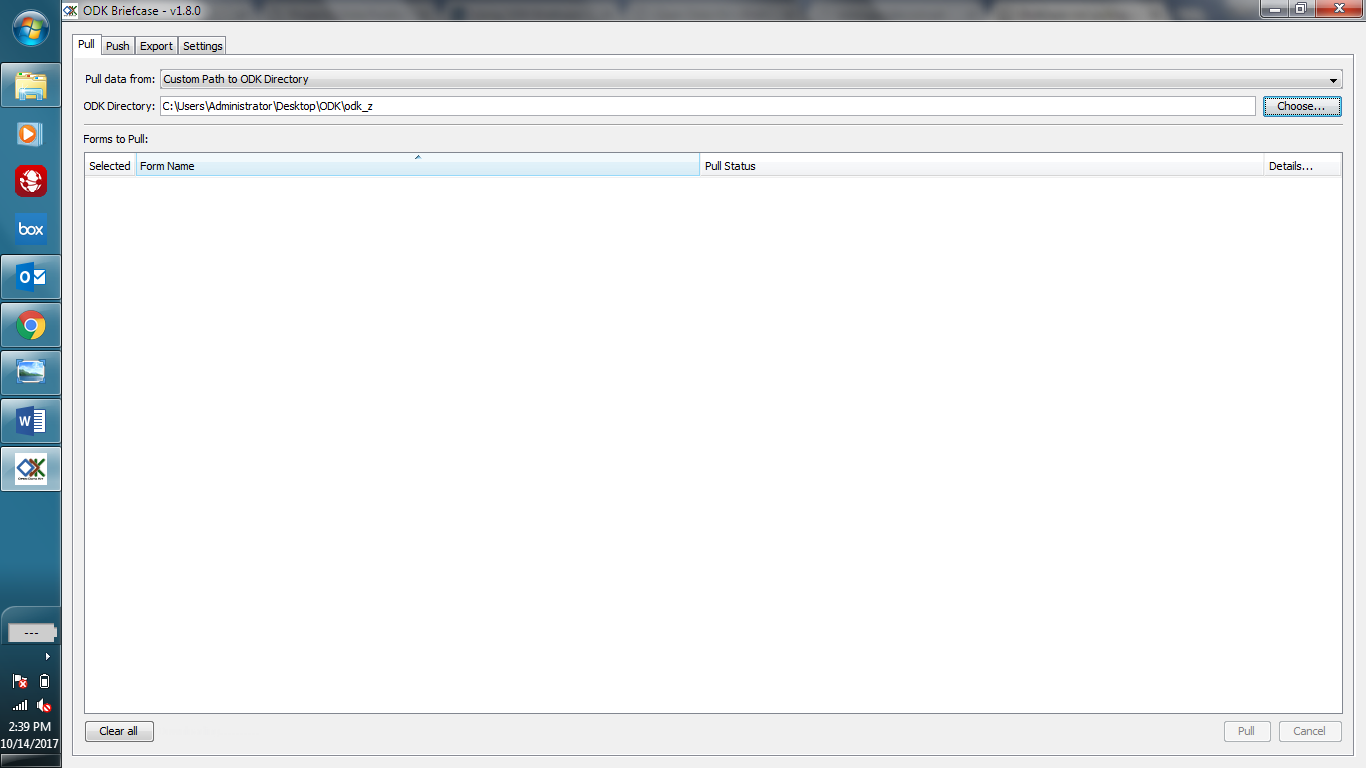 ODK Briefcase - v1.8.0
Pull Push Export Settings
Pull data from: Custom Path to ODK Directory
ODK Directory: C:\Users\Administrator\Desktop\ODK\odk_z Choose...
Forms to Pull:
Selected Form Name Pull Status Details...
box
O
W
---
2:39 PM
10/14/2017
Clear all Pull Cancel